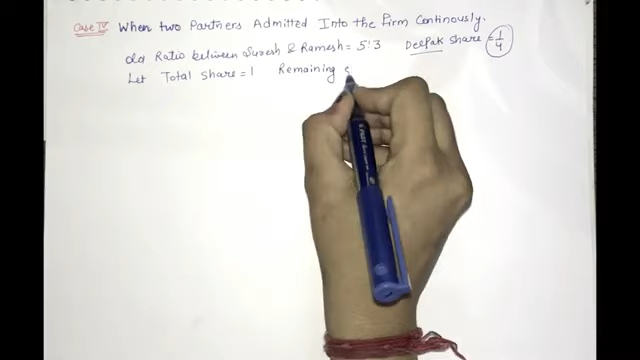 Case IV When two Partners Admitted Into the Firm Continously.
old Ratio between Suresh & Ramesh = 5:3 Deepak Share = 1/4
Let Total Share = 1 Remaining